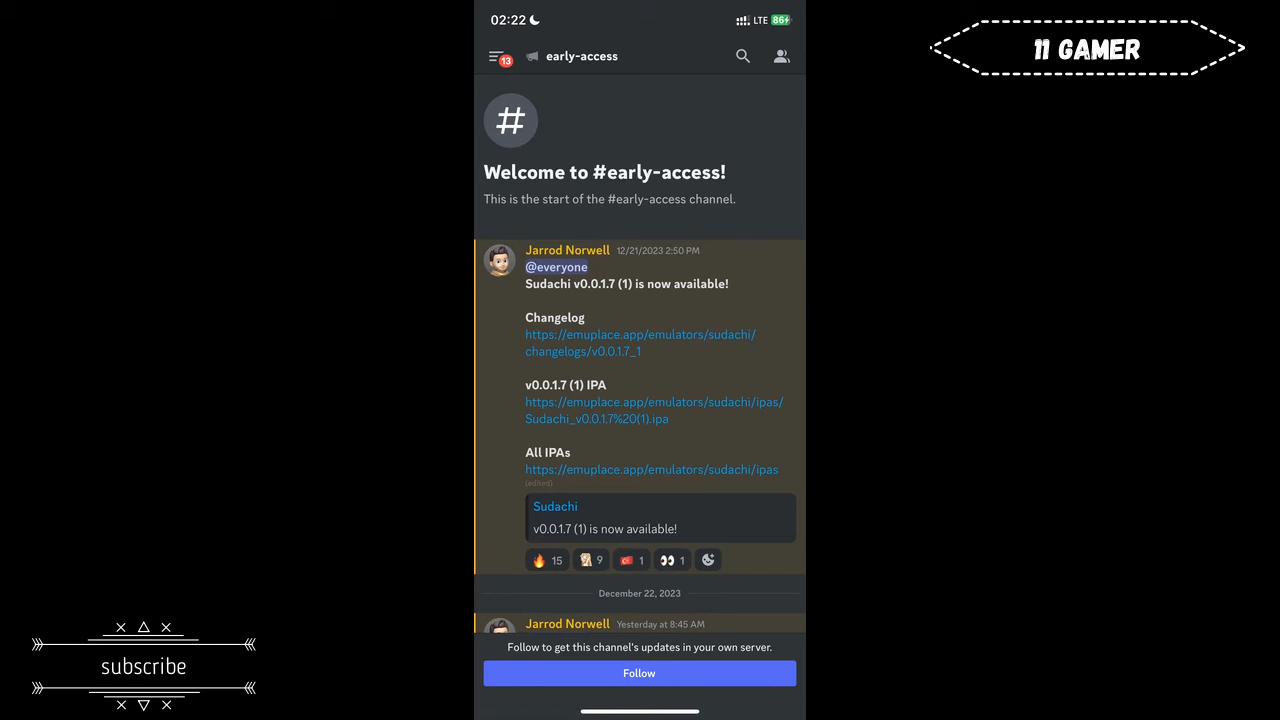 02:22
LTE 86
11 GAMER
13
early-access
Welcome to #early-access!
This is the start of the #early-access channel.
Jarrod Norwell 12/21/2023 2:50 PM
@everyone
Sudachi v0.0.1.7 (1) is now available!
Changelog
https://emuplace.app/emulators/sudachi/
changelogs/v0.0.1.7_1
v0.0.1.7 (1) IPA
https://emuplace.app/emulators/sudachi/ipas/
Sudachi_v0.0.1.7%20(1).ipa
All IPAs
https://emuplace.app/emulators/sudachi/ipas
(edited)
Sudachi
v0.0.1.7 (1) is now available!
15 9 1 1
December 22, 2023
Jarrod Norwell Yesterday at 8:45 AM
Follow to get this channel's updates in your own server.
Follow
subscribe